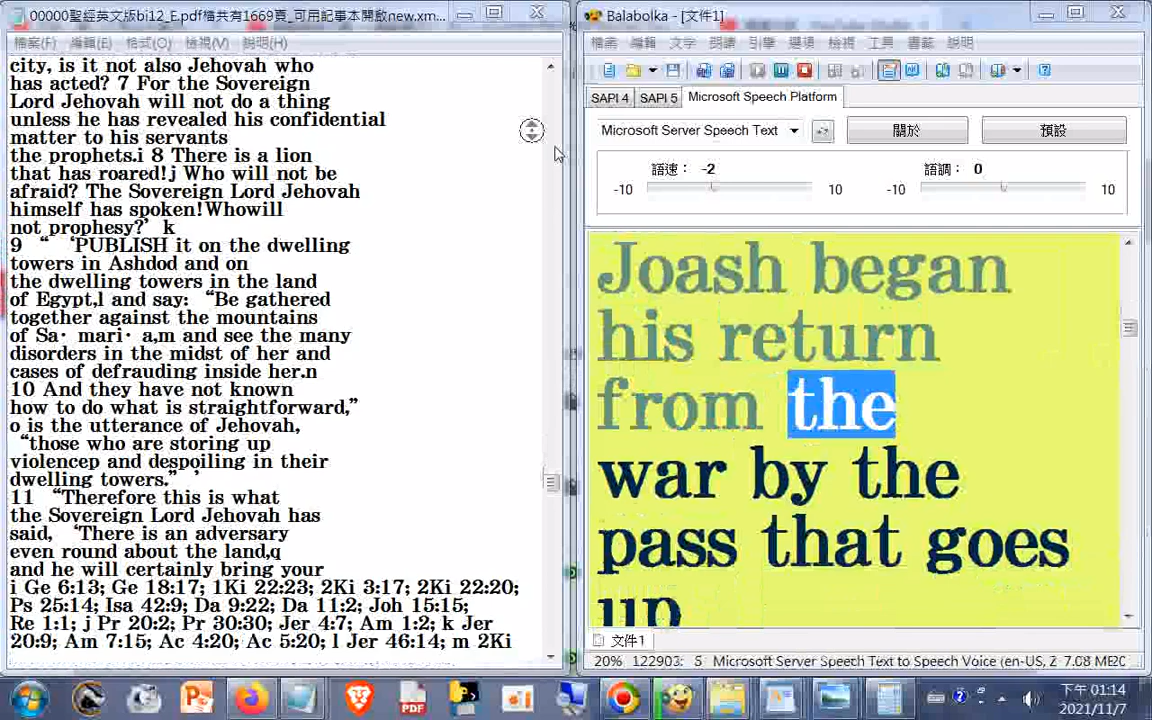 00000聖經英文版bi12_E.pdf檔共有1669頁_可用記事本開啟new.xm...
檔案(F) 編輯(E) 格式(O) 檢視(V) 說明(H)
city, is it not also Jehovah who
has acted? 7 For the Sovereign
Lord Jehovah will not do a thing
unless he has revealed his confidential
matter to his servants
the prophets.i 8 There is a lion
that has roared!j Who will not be
afraid? The Sovereign Lord Jehovah
himself has spoken!Whowill
not prophesy?’ k
9 “ ‘PUBLISH it on the dwelling
towers in Ashdod and on
the dwelling towers in the land
of Egypt,l and say: “Be gathered
together against the mountains
of Sa· mari· a,m and see the many
disorders in the midst of her and
cases of defrauding inside her.n
10 And they have not known
how to do what is straightforward,”
o is the utterance of Jehovah,
“those who are storing up
violencep and despoiling in their
dwelling towers.” ’
11 “Therefore this is what
the Sovereign Lord Jehovah has
said, ‘There is an adversary
even round about the land,q
and he will certainly bring your
i Ge 6:13; Ge 18:17; 1Ki 22:23; 2Ki 3:17; 2Ki 22:20;
Ps 25:14; Isa 42:9; Da 9:22; Da 11:2; Joh 15:15;
Re 1:1; j Pr 20:2; Pr 30:30; Jer 4:7; Am 1:2; k Jer
20:9; Am 7:15; Ac 4:20; Ac 5:20; l Jer 46:14; m 2Ki
Balabolka - [文件1]
檔案 編輯 文字 朗讀 引擎 選項 檢視 工具 書籤 說明
SAPI 4 SAPI 5 Microsoft Speech Platform
Microsoft Server Speech Text 關於 預設
語速： -2 語調： 0
-10 10 -10 10
Joash began
his return
from the
war by the
pass that goes
up
文件1
20% 122903: 5 Microsoft Server Speech Text to Speech Voice (en-US, Z 7.08 ME20
PDF
下午 01:14
2021/11/7